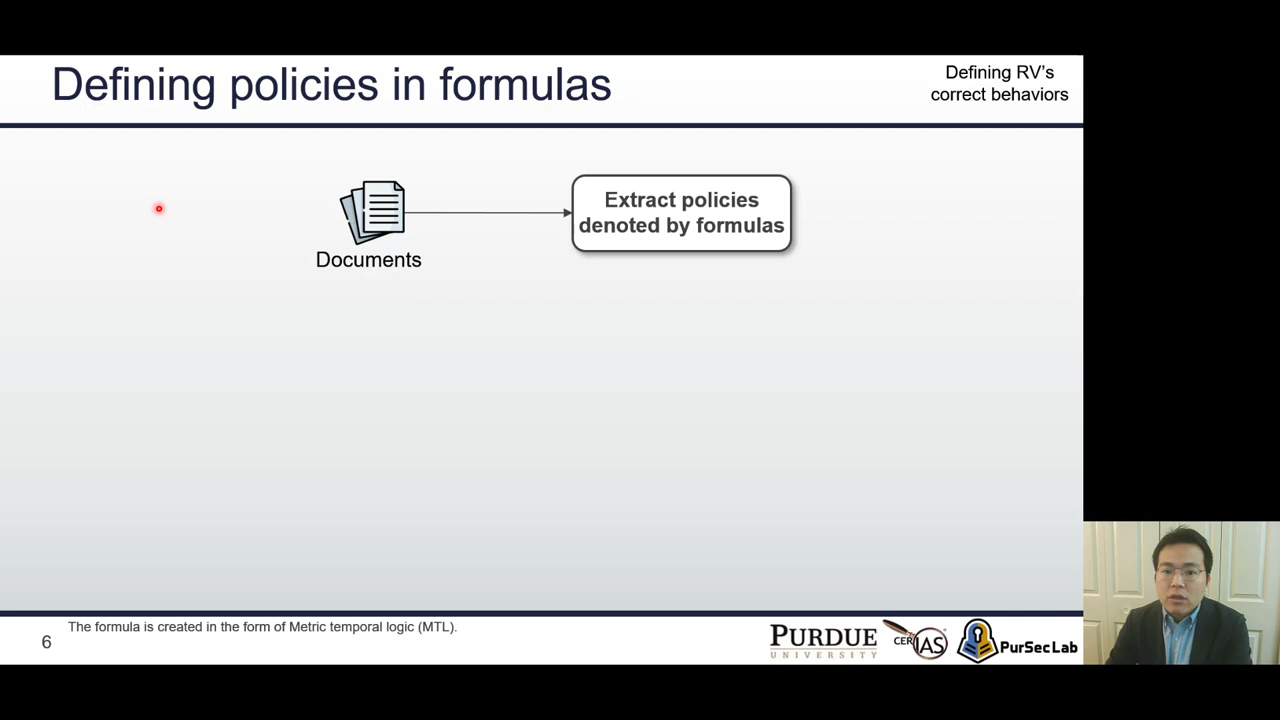 Defining policies in formulas
Defining RV's
correct behaviors
Extract policies
denoted by formulas
Documents
The formula is created in the form of Metric temporal logic (MTL).
6
PURDUE
UNIVERSITY
CERIAS
PurSecLab